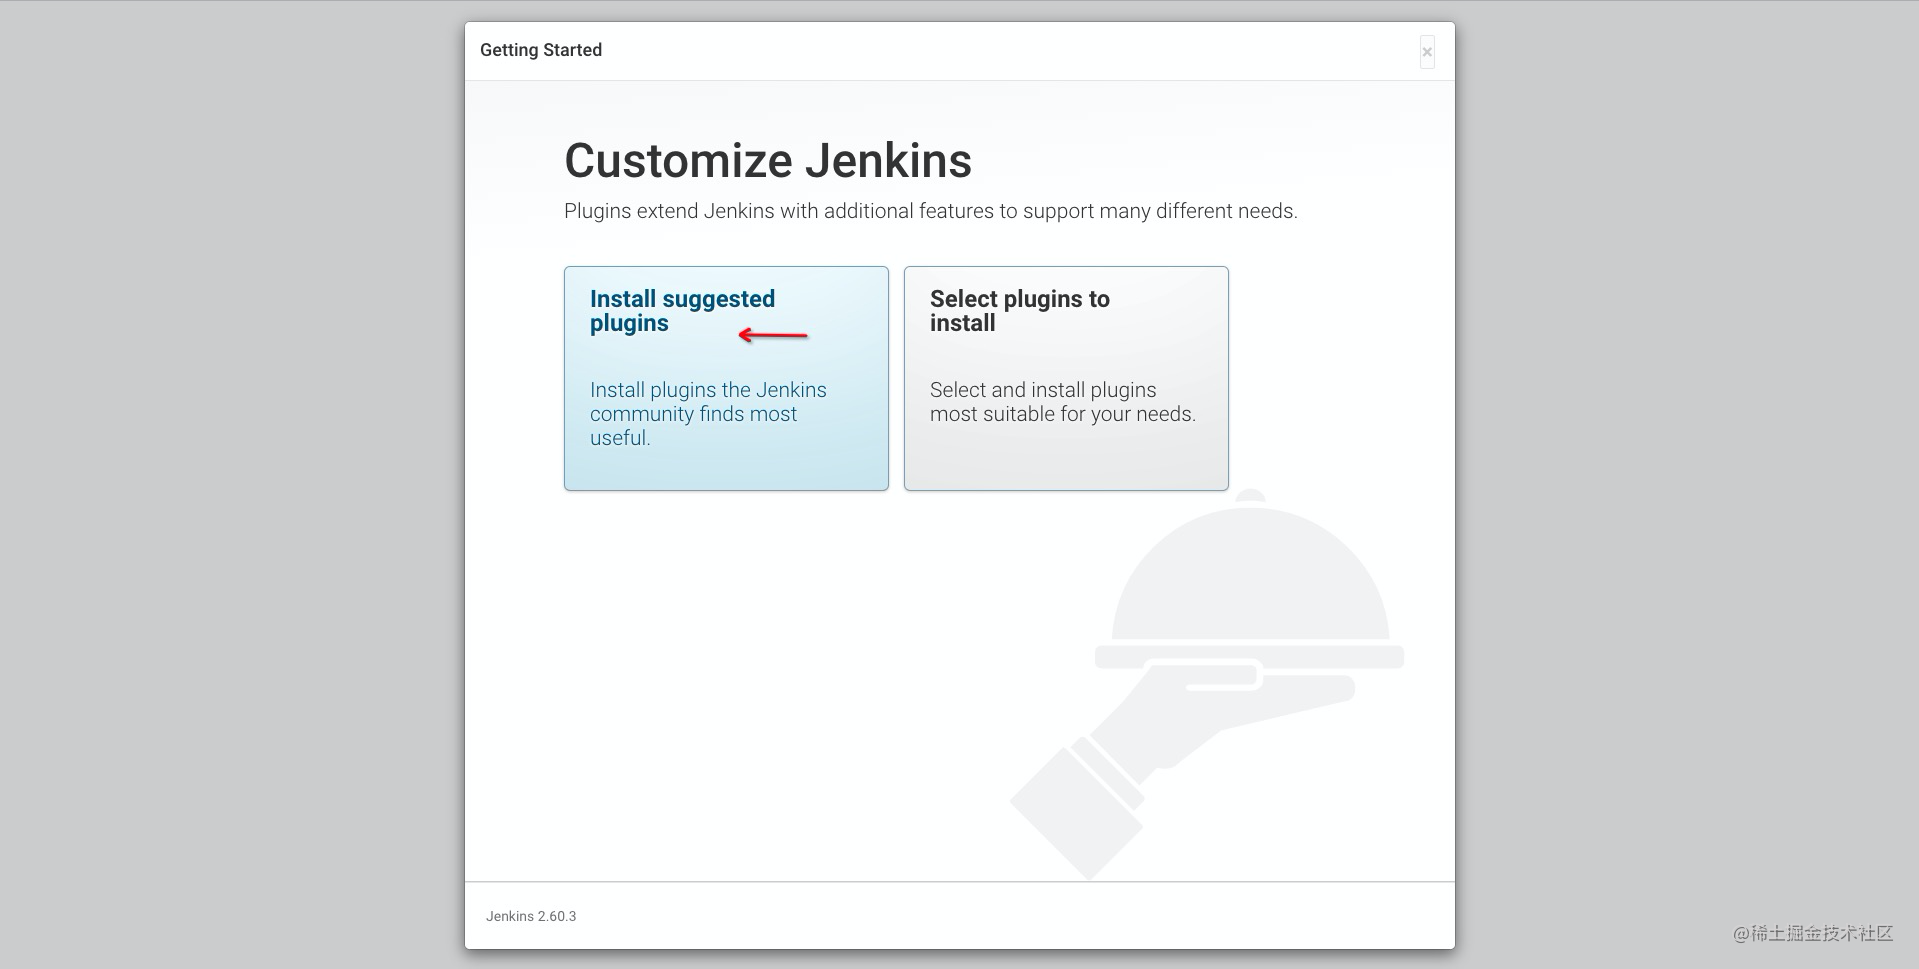 Getting Started
×
Customize Jenkins
Plugins extend Jenkins with additional features to support many different needs.
Install suggested
plugins
Install plugins the Jenkins
community finds most
useful.
Select plugins to
install
Select and install plugins
most suitable for your needs.
Jenkins 2.60.3
@稀土掘金技术社区